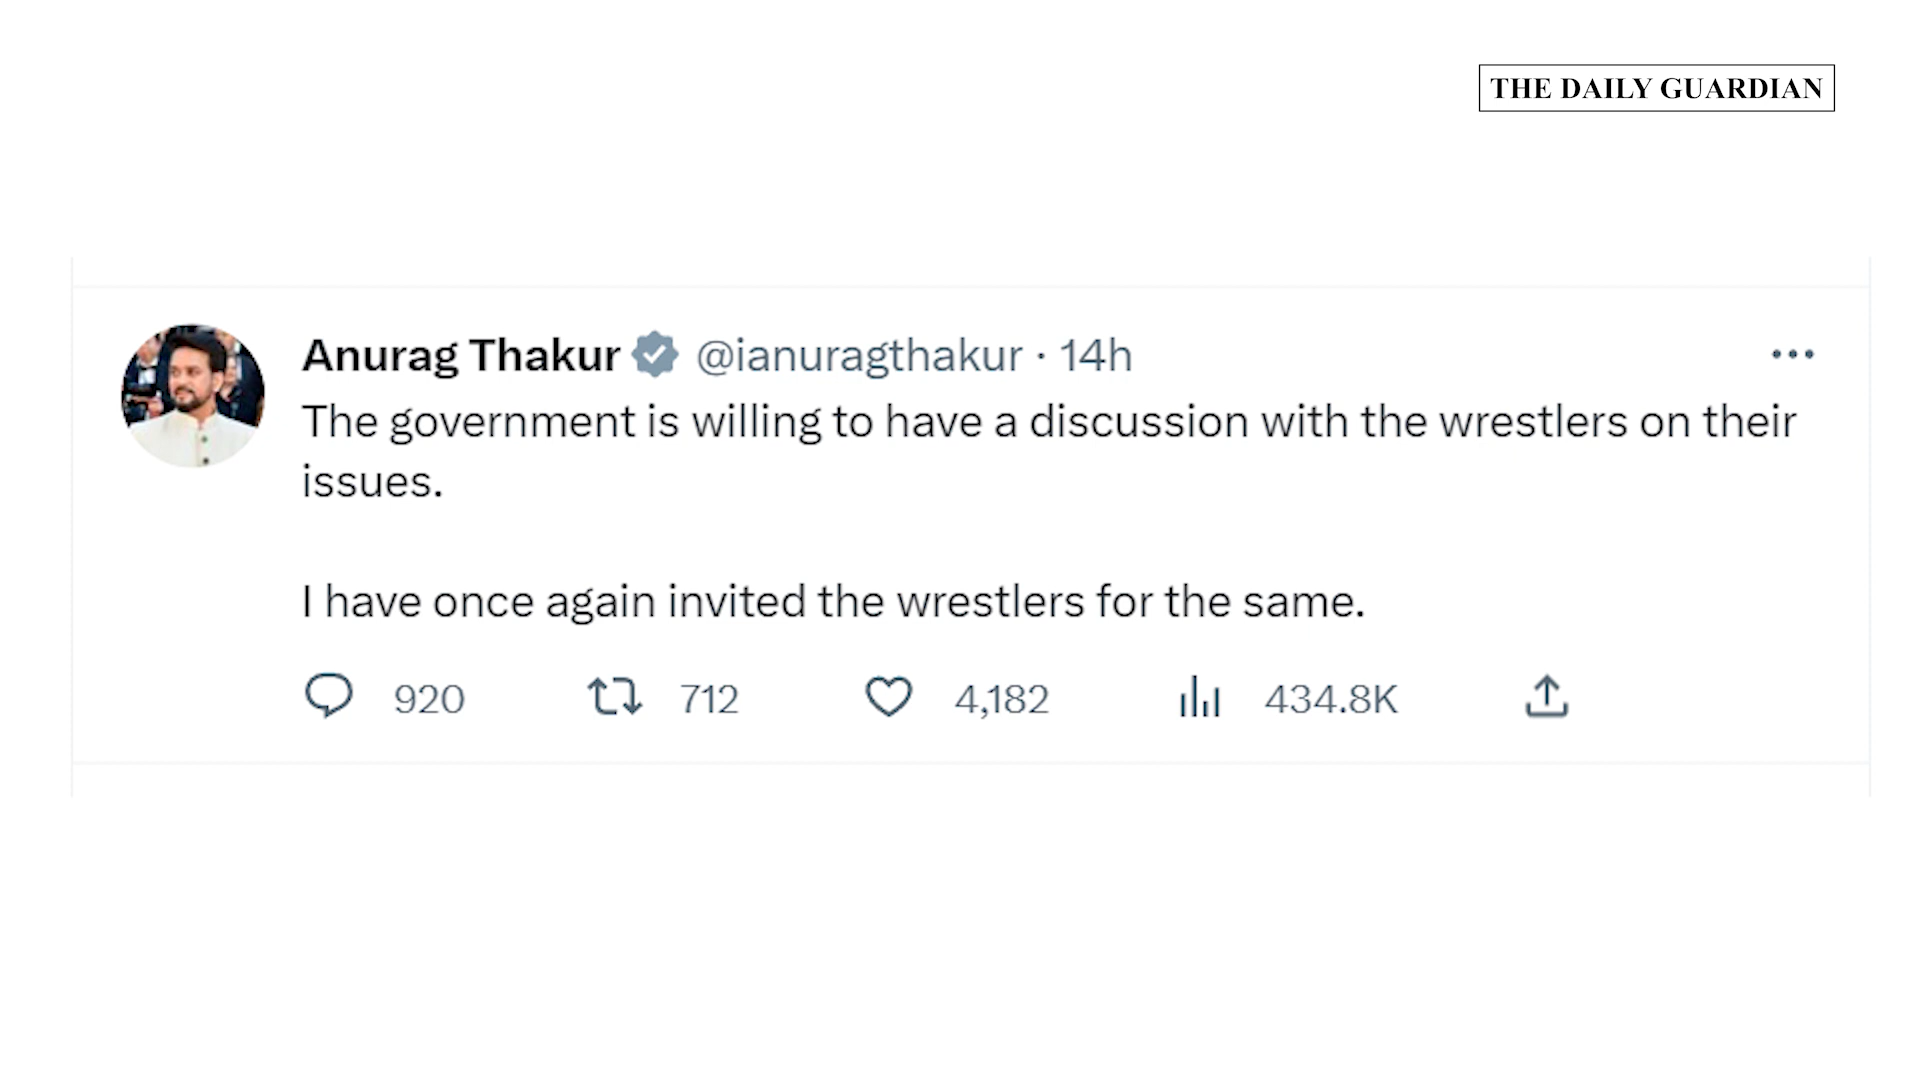 THE DAILY GUARDIAN
Anurag Thakur @ianuragthakur · 14h
The government is willing to have a discussion with the wrestlers on their
issues.
I have once again invited the wrestlers for the same.
920 712 4,182 434.8K